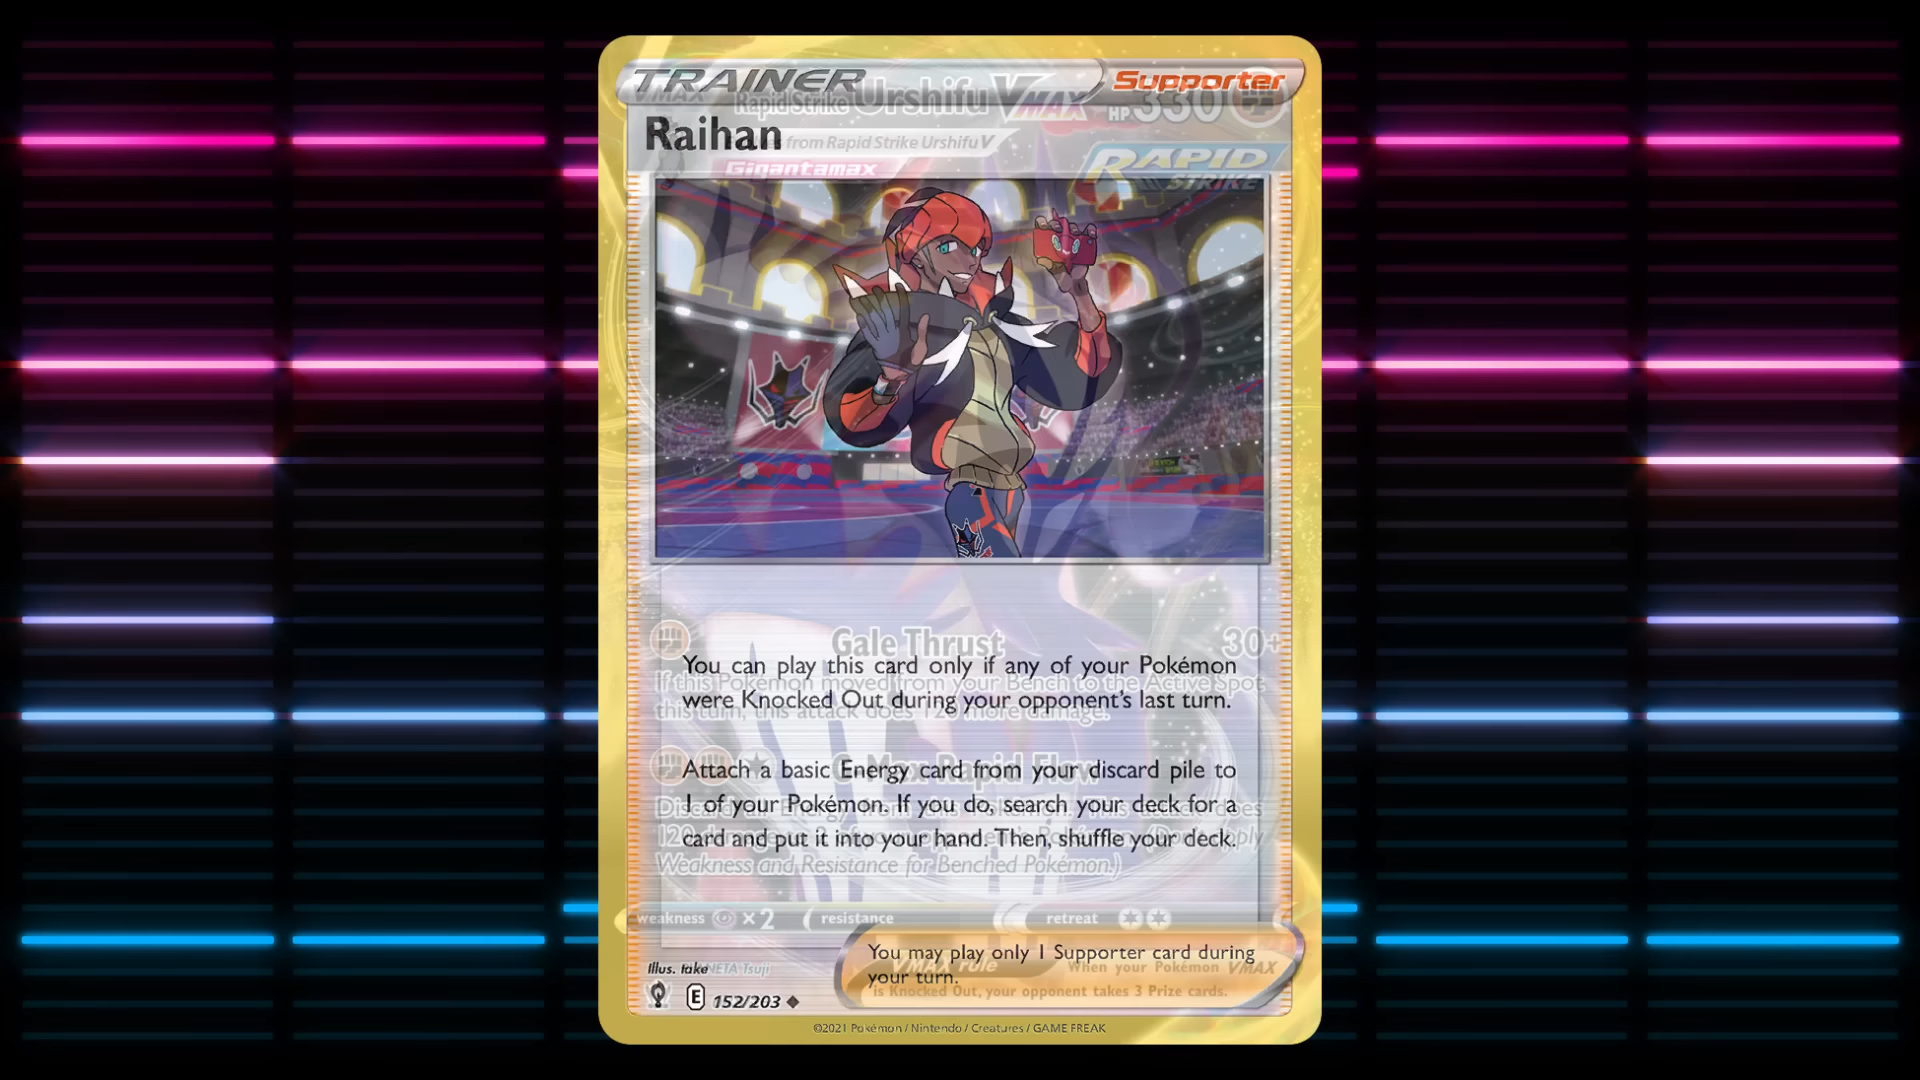 TRAINER
Supporter
VMAX
Rapid Strike Urshifu VMAX HP 330
Raihan
from Rapid Strike Urshifu V
Gigantamax
RAPID
STRIKE
Gale Thrust 30+
You can play this card only if any of your Pokémon
If this Pokémon moved from your Bench to the Active Spot
were Knocked Out during your opponent's last turn.
this turn, this attack does 120 more damage.
G-Max Rapid Flow
Attach a basic Energy card from your discard pile to
1 of your Pokémon. If you do, search your deck for a
card and put it into your hand. Then, shuffle your deck.
Weakness and Resistance for Benched Pokémon.)
weakness ×2 resistance retreat
You may play only 1 Supporter card during
your turn.
VMAX rule When your Pokémon VMAX
is Knocked Out, your opponent takes 3 Prize cards.
Illus. take
PLANETA Tsuji
E 152/203
©2021 Pokémon / Nintendo / Creatures / GAME FREAK